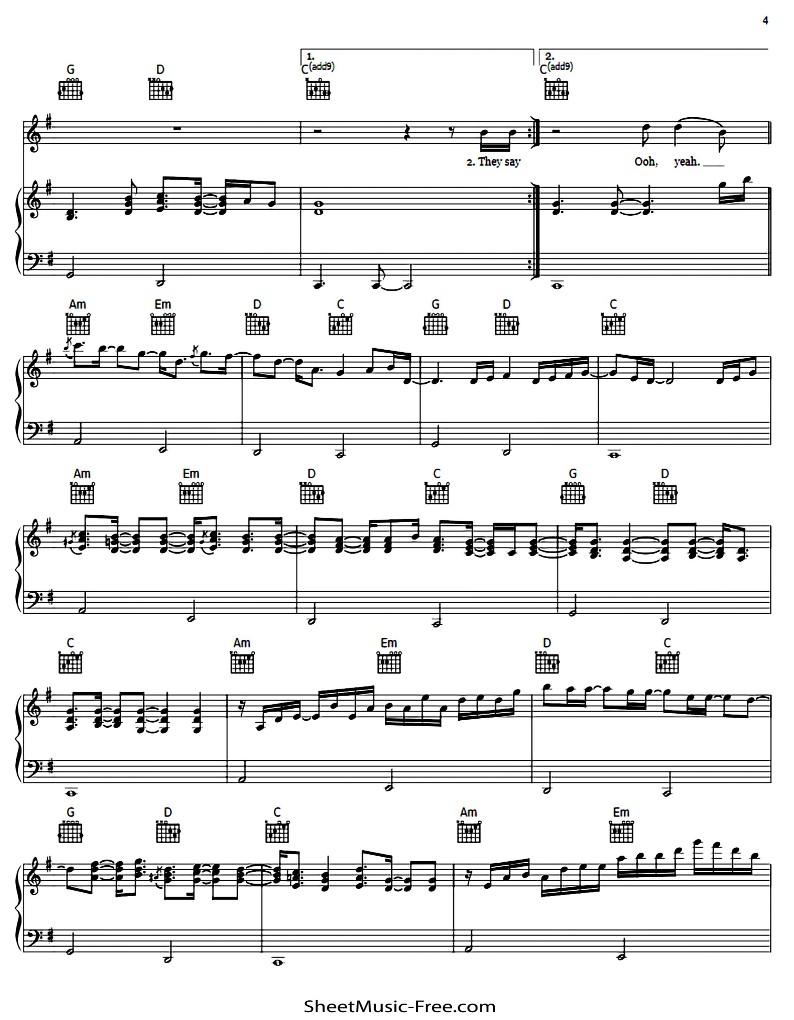 4
1. 2.
G D C(add9) C(add9)
2. They say Ooh, yeah.
Am Em D C G D C
Am Em D C G D
C Am Em D C
G D C Am Em
SheetMusic-Free.com